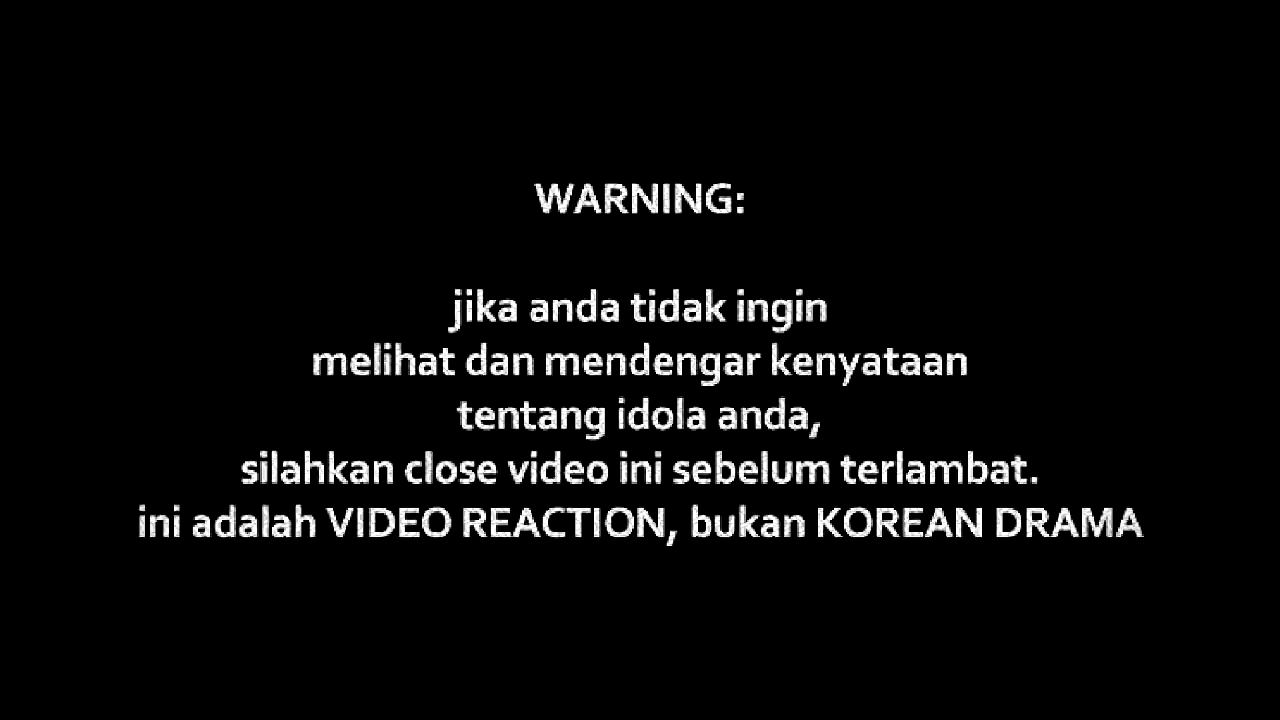 WARNING:
jika anda tidak ingin
melihat dan mendengar kenyataan
tentang idola anda,
silahkan close video ini sebelum terlambat.
ini adalah VIDEO REACTION, bukan KOREAN DRAMA